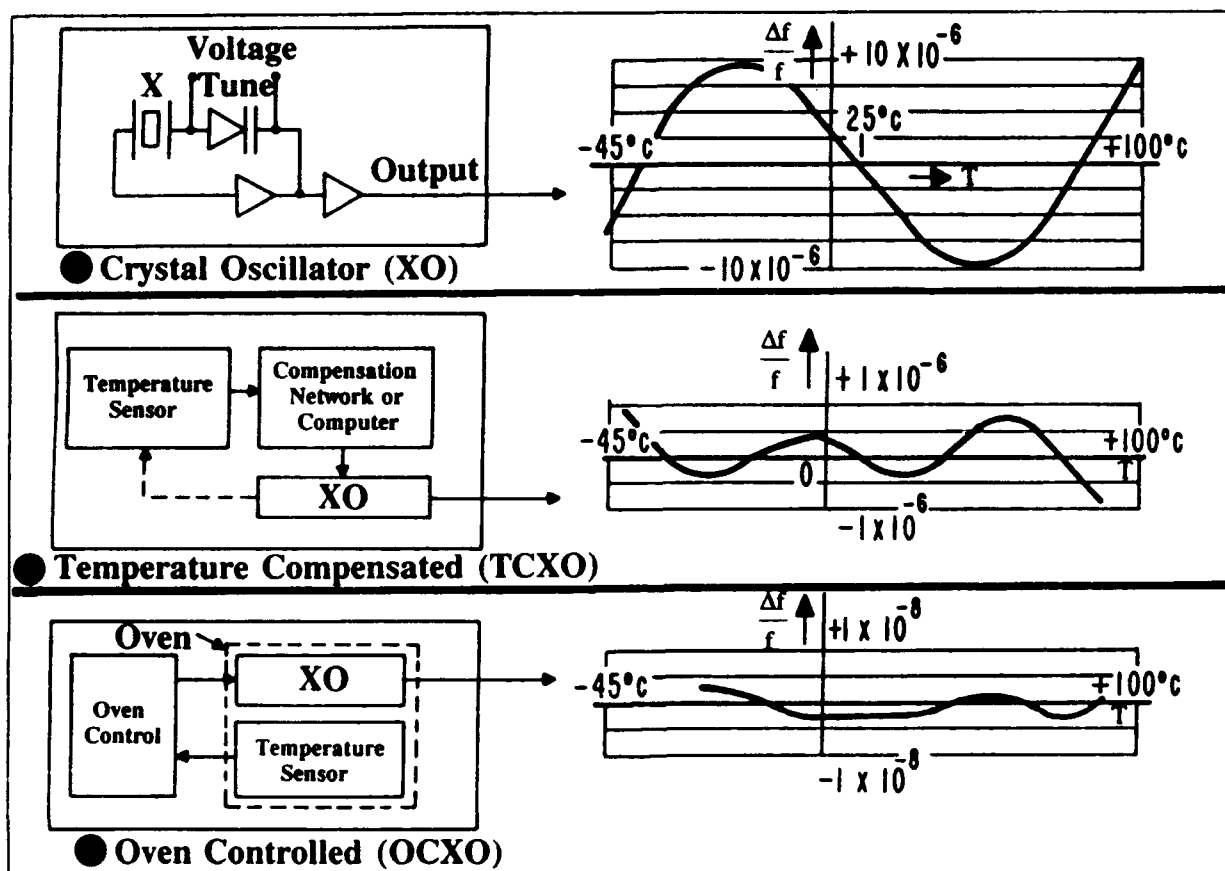 Voltage
Tune
X
Output
● Crystal Oscillator (XO)
Δf
f
+ 10 X 10⁻⁶
25°c
1
-45°c
+100°c
T
-10 x 10⁻⁶
Temperature
Sensor
Compensation
Network or
Computer
XO
● Temperature Compensated (TCXO)
Δf
f
+ 1 X 10⁻⁶
-45°c
+100°c
0
T
-1 x 10⁻⁶
Oven
XO
Oven
Control
Temperature
Sensor
● Oven Controlled (OCXO)
Δf
f
+1 x 10⁻⁸
-45°c
+100°c
T
-1 x 10⁻⁸